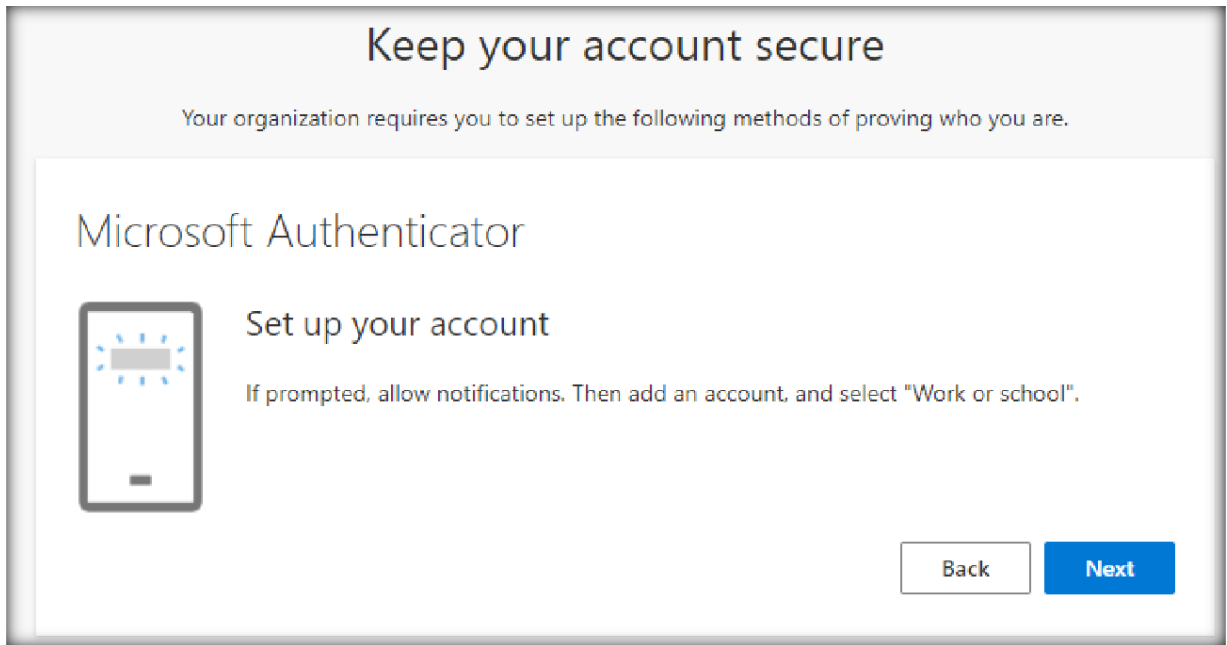 Keep your account secure
Your organization requires you to set up the following methods of proving who you are.
Microsoft Authenticator
Set up your account
If prompted, allow notifications. Then add an account, and select "Work or school".
Back
Next